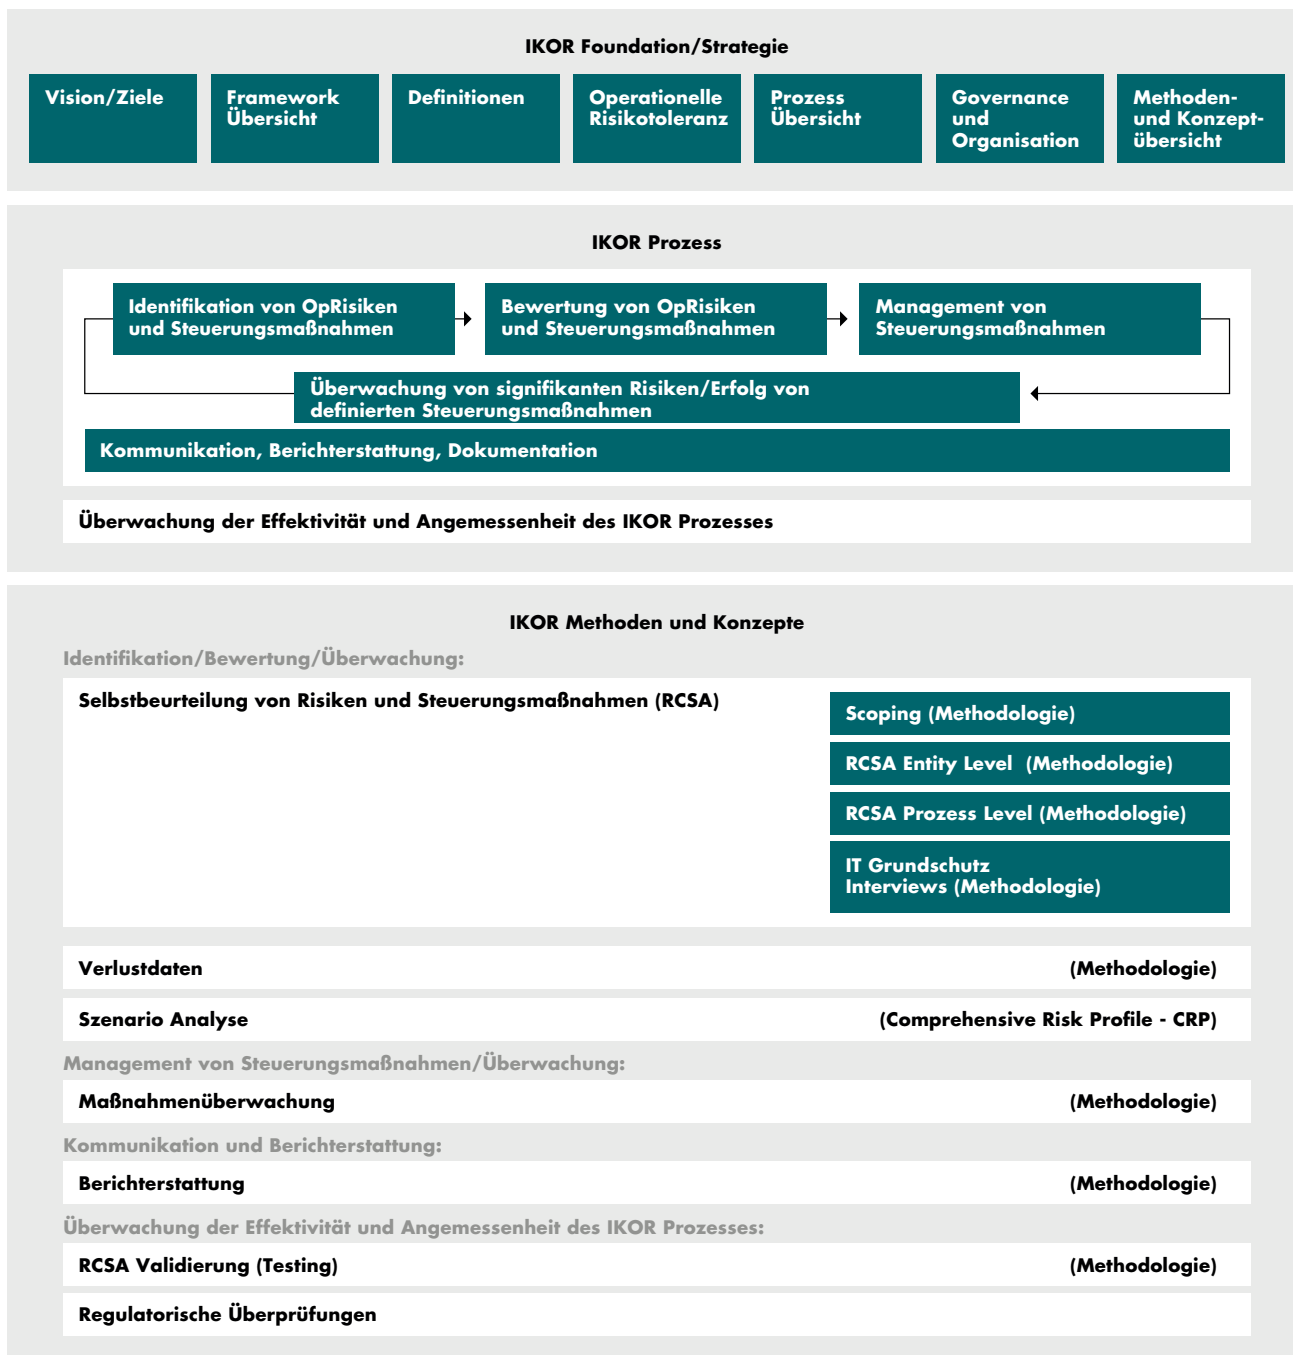 IKOR Foundation/Strategie
Vision/Ziele
Framework
Übersicht
Definitionen
Operationelle
Risikotoleranz
Prozess
Übersicht
Governance
und
Organisation
Methoden-
und Konzept-
übersicht
IKOR Prozess
Identifikation von OpRisiken
und Steuerungsmaßnahmen
Bewertung von OpRisiken
und Steuerungsmaßnahmen
Management von
Steuerungsmaßnahmen
Überwachung von signifikanten Risiken/Erfolg von
definierten Steuerungsmaßnahmen
Kommunikation, Berichterstattung, Dokumentation
Überwachung der Effektivität und Angemessenheit des IKOR Prozesses
IKOR Methoden und Konzepte
Identifikation/Bewertung/Überwachung:
Selbstbeurteilung von Risiken und Steuerungsmaßnahmen (RCSA)
Scoping (Methodologie)
RCSA Entity Level (Methodologie)
RCSA Prozess Level (Methodologie)
IT Grundschutz
Interviews (Methodologie)
Verlustdaten (Methodologie)
Szenario Analyse (Comprehensive Risk Profile - CRP)
Management von Steuerungsmaßnahmen/Überwachung:
Maßnahmenüberwachung (Methodologie)
Kommunikation und Berichterstattung:
Berichterstattung (Methodologie)
Überwachung der Effektivität und Angemessenheit des IKOR Prozesses:
RCSA Validierung (Testing) (Methodologie)
Regulatorische Überprüfungen